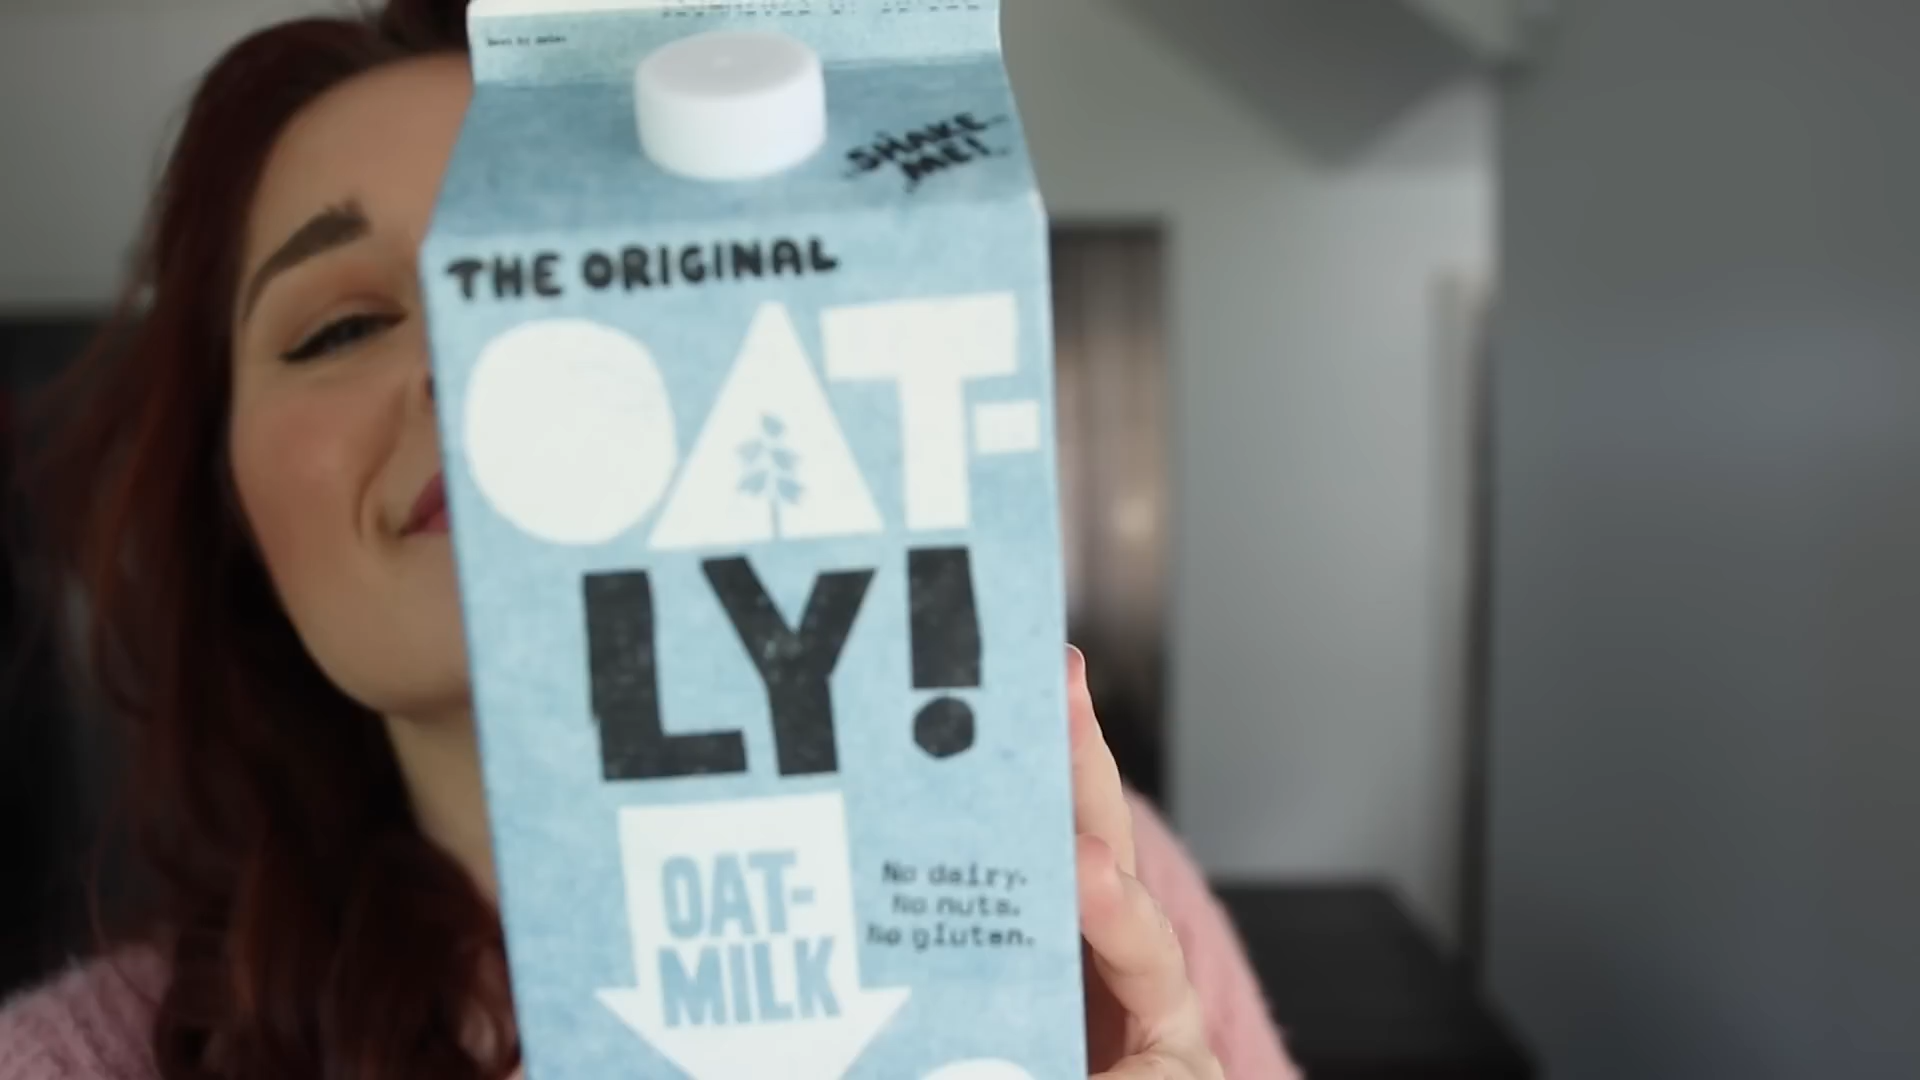 SHAKE
ME!
THE ORIGINAL
OAT-
LY!
OAT-
MILK
No dairy.
No nuts.
No gluten.